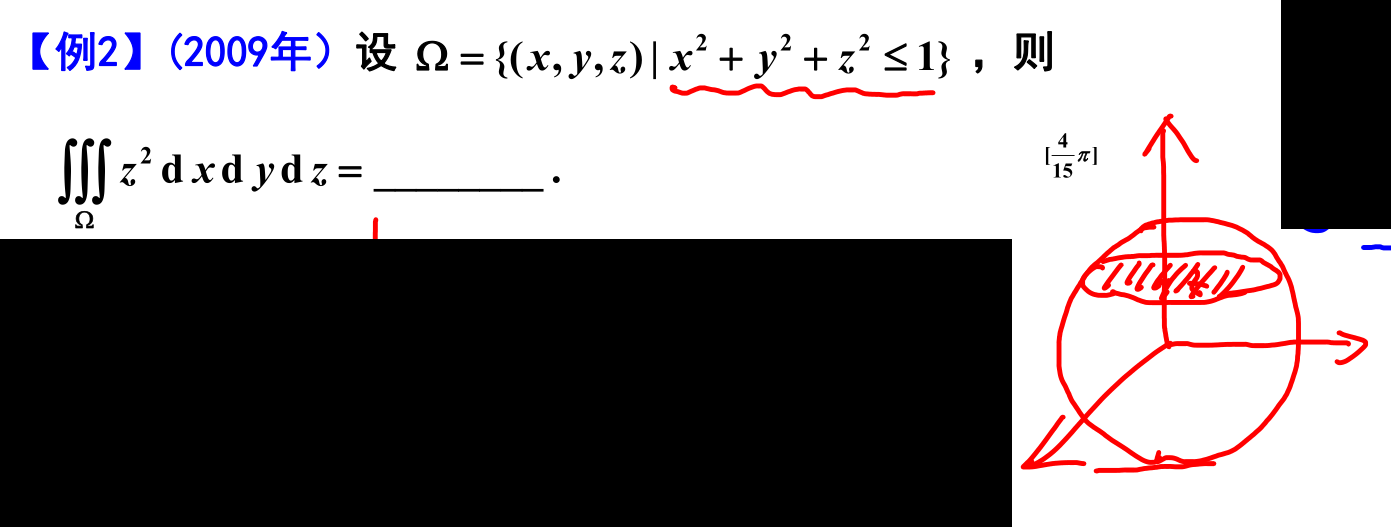 【例2】(2009年）设 Ω = {(x, y, z) | x² + y² + z² ≤ 1} ，则
∭_Ω z² d x d y d z = ________ .
[4/15 π]